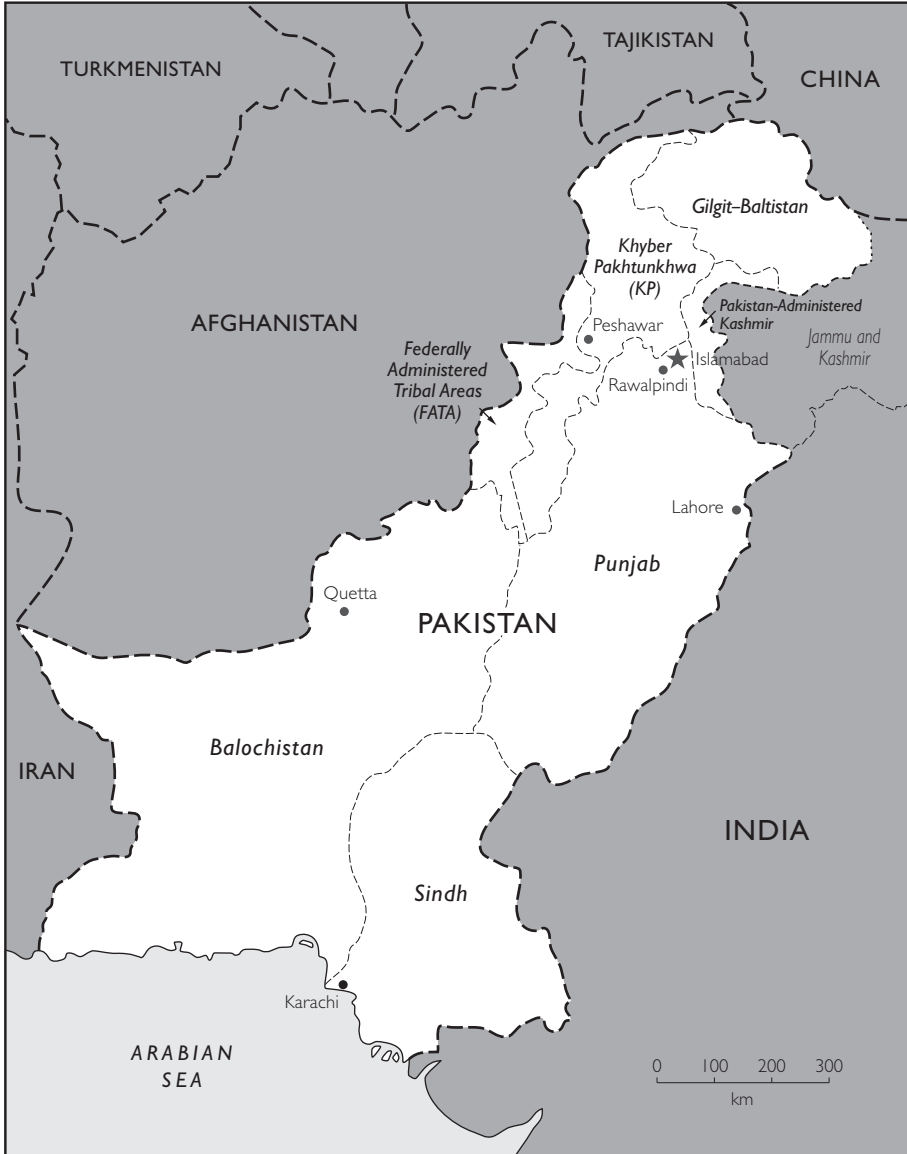 TAJIKISTAN
TURKMENISTAN
CHINA
Gilgit–Baltistan
Khyber
Pakhtunkhwa
(KP)
Pakistan-Administered
Kashmir
AFGHANISTAN
Peshawar
Jammu and
Kashmir
Federally
Administered
Tribal Areas
(FATA)
Islamabad
Rawalpindi
Lahore
Punjab
Quetta
PAKISTAN
Balochistan
IRAN
INDIA
Sindh
Karachi
ARABIAN
SEA
0 100 200 300
km